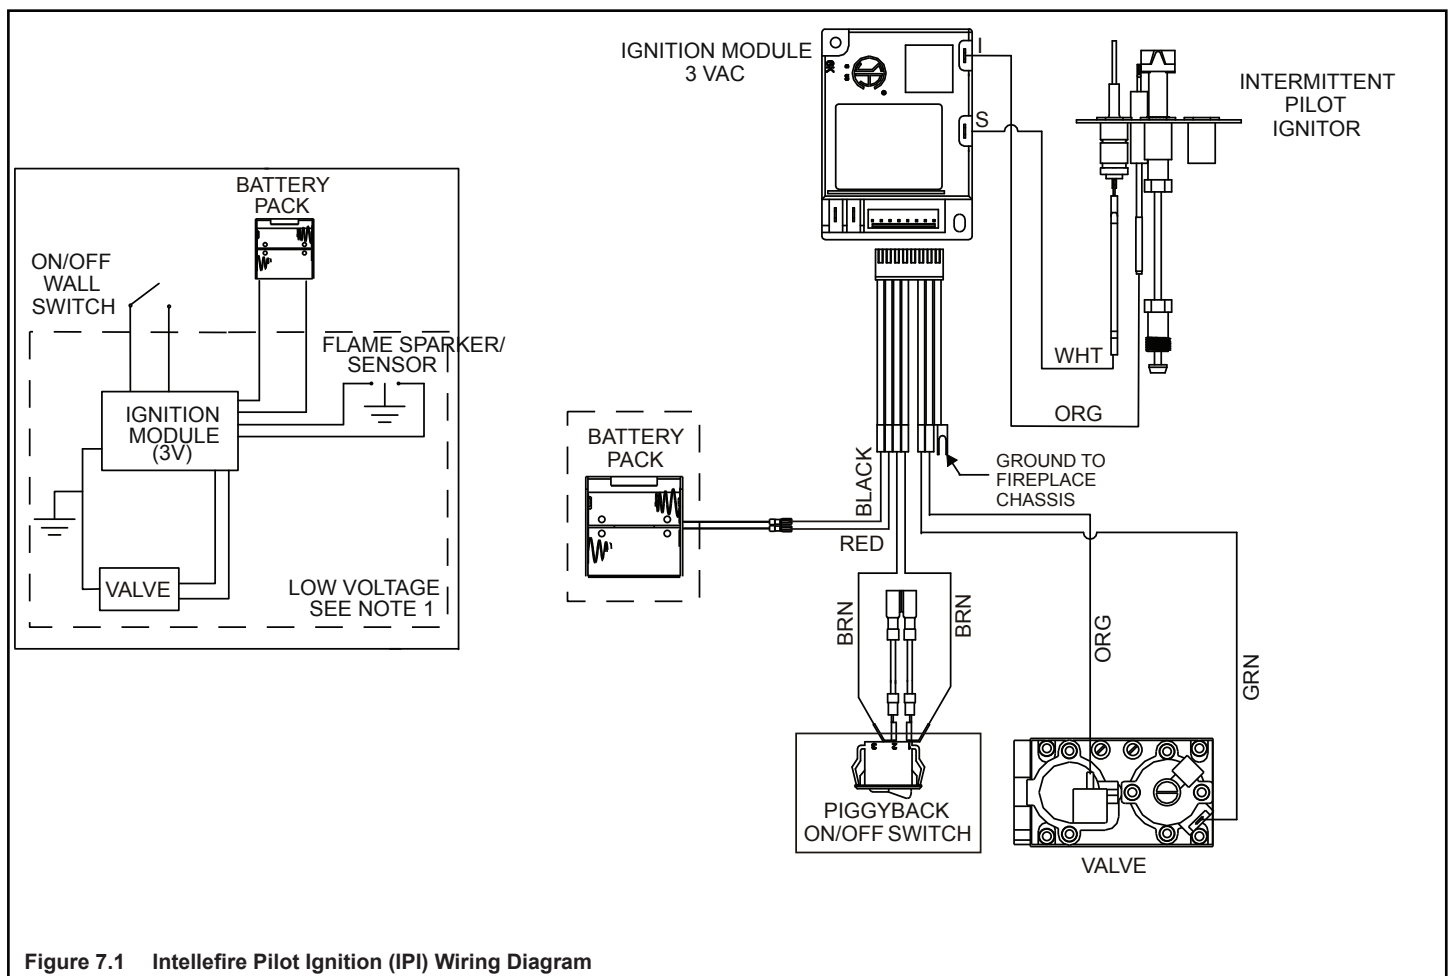 IGNITION MODULE
3 VAC
I
S
INTERMITTENT
PILOT
IGNITOR
BATTERY
PACK
ON/OFF
WALL
SWITCH
FLAME SPARKER/
SENSOR
IGNITION
MODULE
(3V)
VALVE
LOW VOLTAGE
SEE NOTE 1
WHT
ORG
BATTERY
PACK
BLACK
RED
GROUND TO
FIREPLACE
CHASSIS
BRN
BRN
ORG
GRN
3
2
PIGGYBACK
ON/OFF SWITCH
VALVE
Figure 7.1 Intellefire Pilot Ignition (IPI) Wiring Diagram